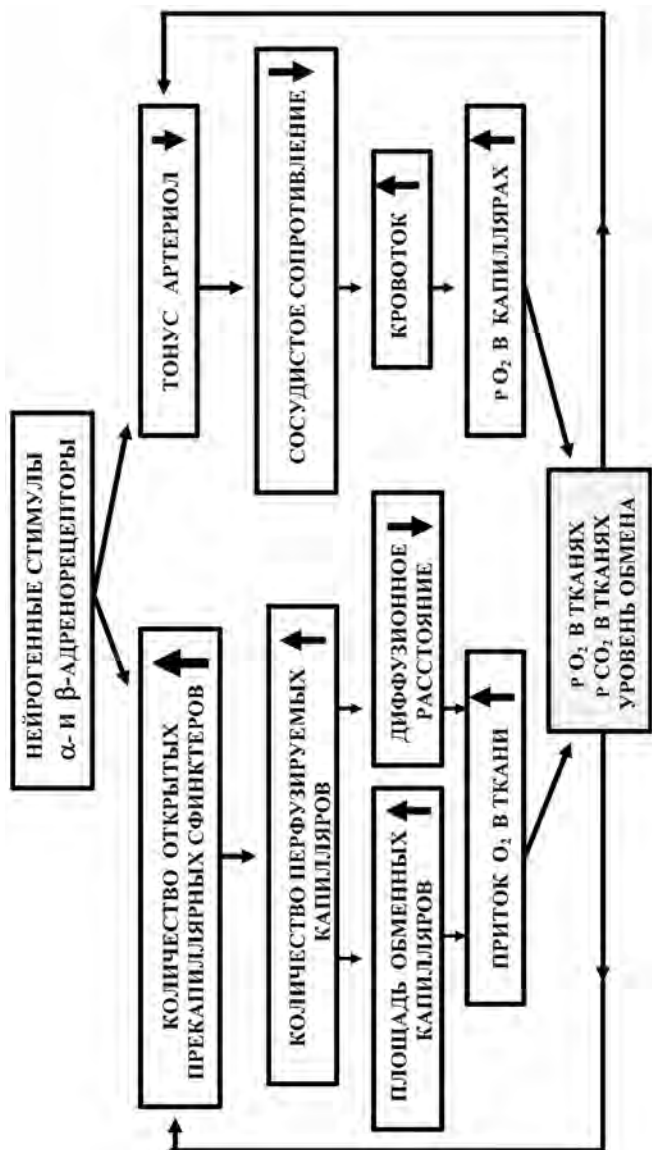 НЕЙРОГЕННЫЕ СТИМУЛЫ
α- И β-АДРЕНОРЕЦЕПТОРЫ
КОЛИЧЕСТВО ОТКРЫТЫХ
ПРЕКАПИЛЛЯРНЫХ СФИНКТЕРОВ
ТОНУС АРТЕРИОЛ
КОЛИЧЕСТВО ПЕРФУЗИРУЕМЫХ
КАПИЛЛЯРОВ
СОСУДИСТОЕ СОПРОТИВЛЕНИЕ
ПЛОЩАДЬ ОБМЕННЫХ
КАПИЛЛЯРОВ
ДИФФУЗИОННОЕ
РАССТОЯНИЕ
КРОВОТОК
ПРИТОК O₂ В ТКАНИ
P O₂ В КАПИЛЛЯРАХ
P O₂ В ТКАНЯХ
P CO₂ В ТКАНЯХ
УРОВЕНЬ ОБМЕНА